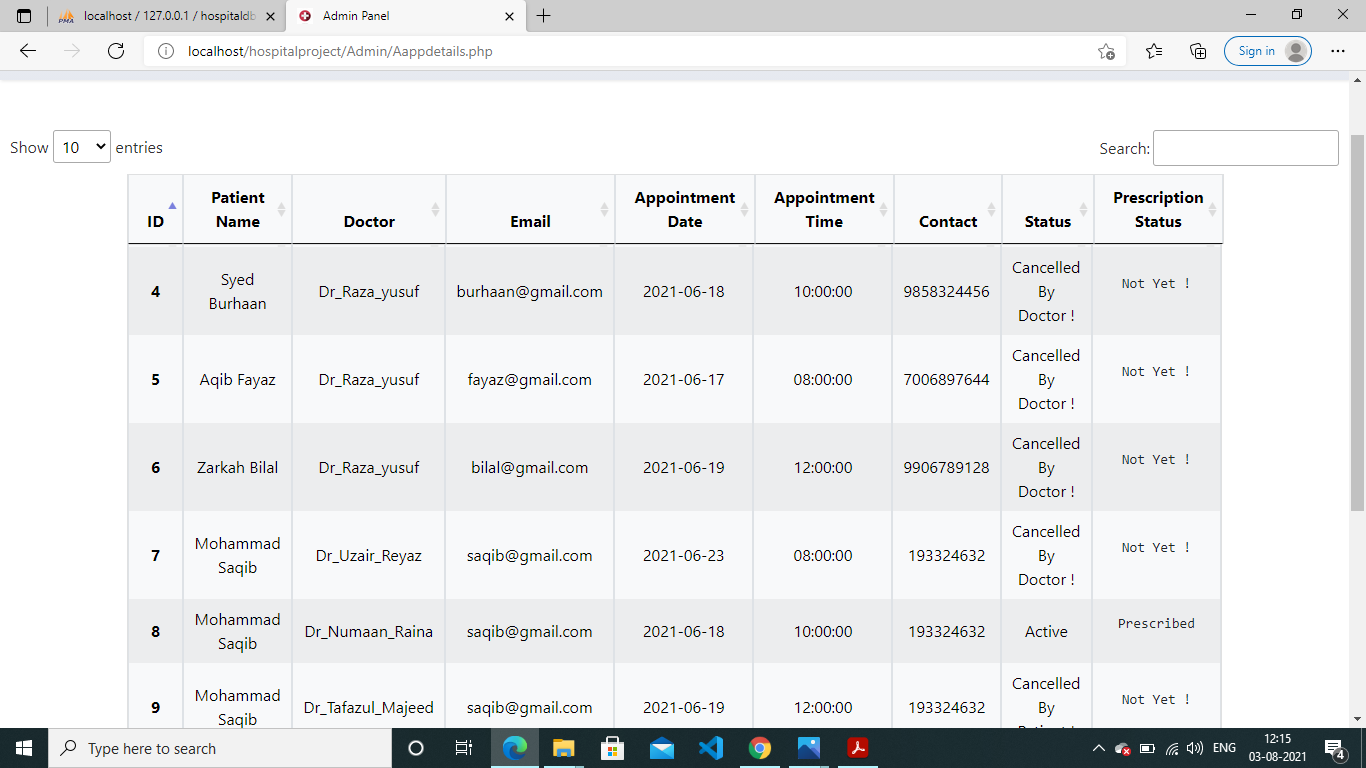 localhost / 127.0.0.1 / hospitaldb
Admin Panel
localhost/hospitalproject/Admin/Aappdetails.php
Sign in
Show 10 entries
Search:
ID Patient Name Doctor Email Appointment Date Appointment Time Contact Status Prescription Status
4 Syed Burhaan Dr_Raza_yusuf burhaan@gmail.com 2021-06-18 10:00:00 9858324456 Cancelled By Doctor ! Not Yet !
5 Aqib Fayaz Dr_Raza_yusuf fayaz@gmail.com 2021-06-17 08:00:00 7006897644 Cancelled By Doctor ! Not Yet !
6 Zarkah Bilal Dr_Raza_yusuf bilal@gmail.com 2021-06-19 12:00:00 9906789128 Cancelled By Doctor ! Not Yet !
7 Mohammad Saqib Dr_Uzair_Reyaz saqib@gmail.com 2021-06-23 08:00:00 193324632 Cancelled By Doctor ! Not Yet !
8 Mohammad Saqib Dr_Numaan_Raina saqib@gmail.com 2021-06-18 10:00:00 193324632 Active Prescribed
9 Mohammad Saqib Dr_Tafazul_Majeed saqib@gmail.com 2021-06-19 12:00:00 193324632 Cancelled By Not Yet !
Type here to search
ENG
12:15
03-08-2021
4